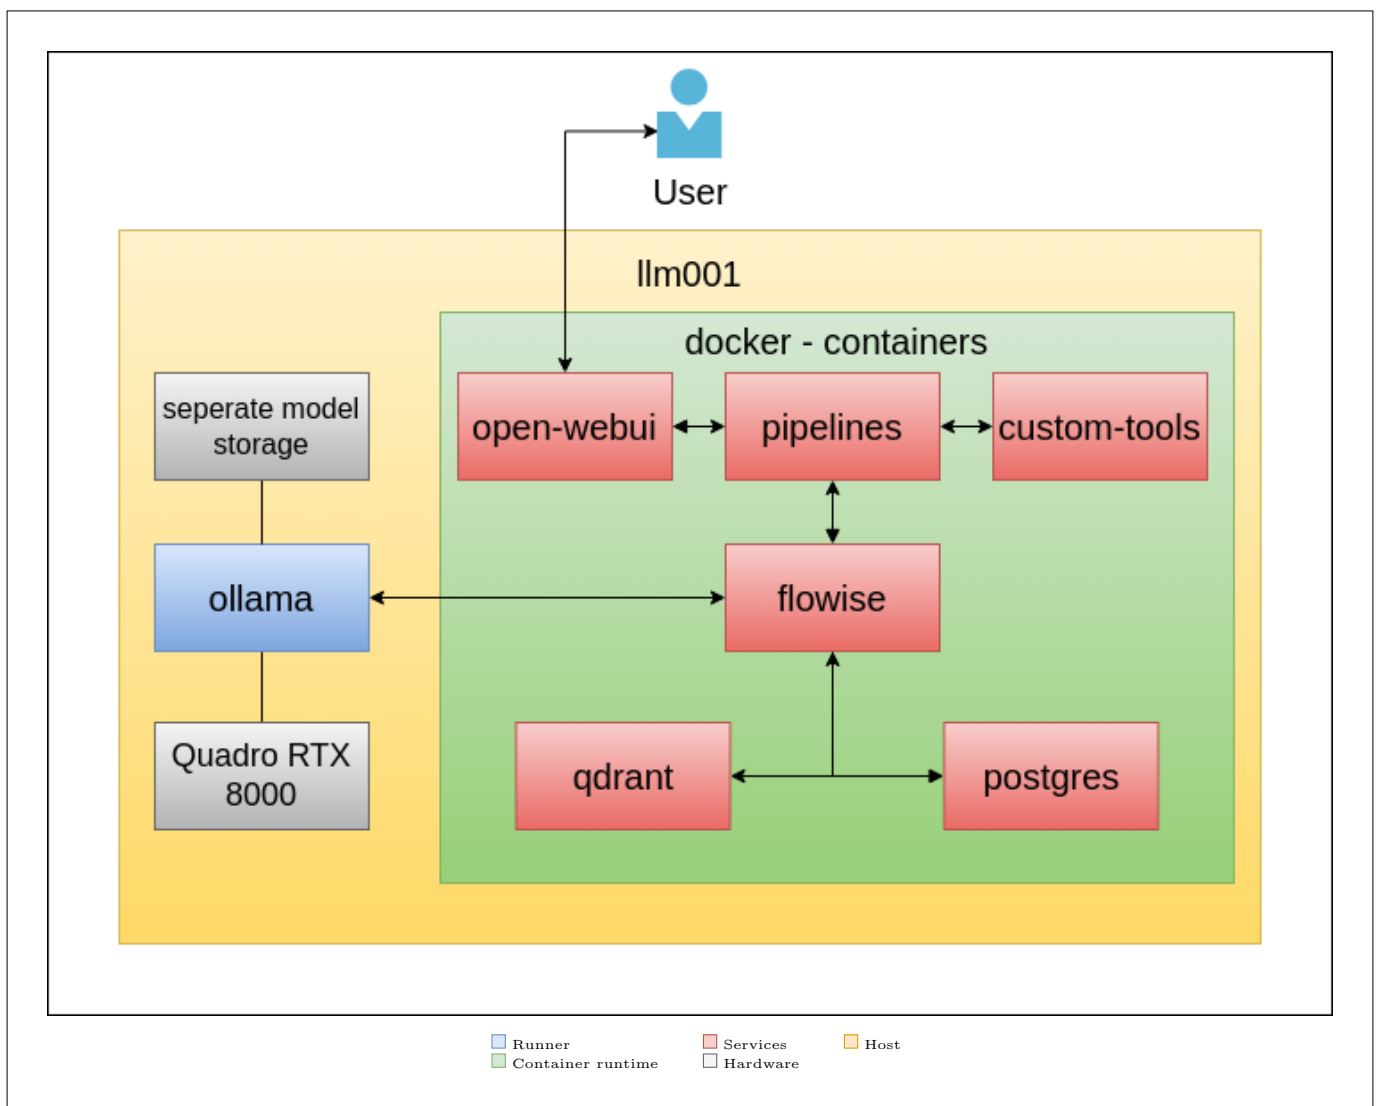 User
llm001
docker - containers
seperate model
storage
open-webui
pipelines
custom-tools
ollama
flowise
Quadro RTX
8000
qdrant
postgres
Runner
Services
Host
Container runtime
Hardware